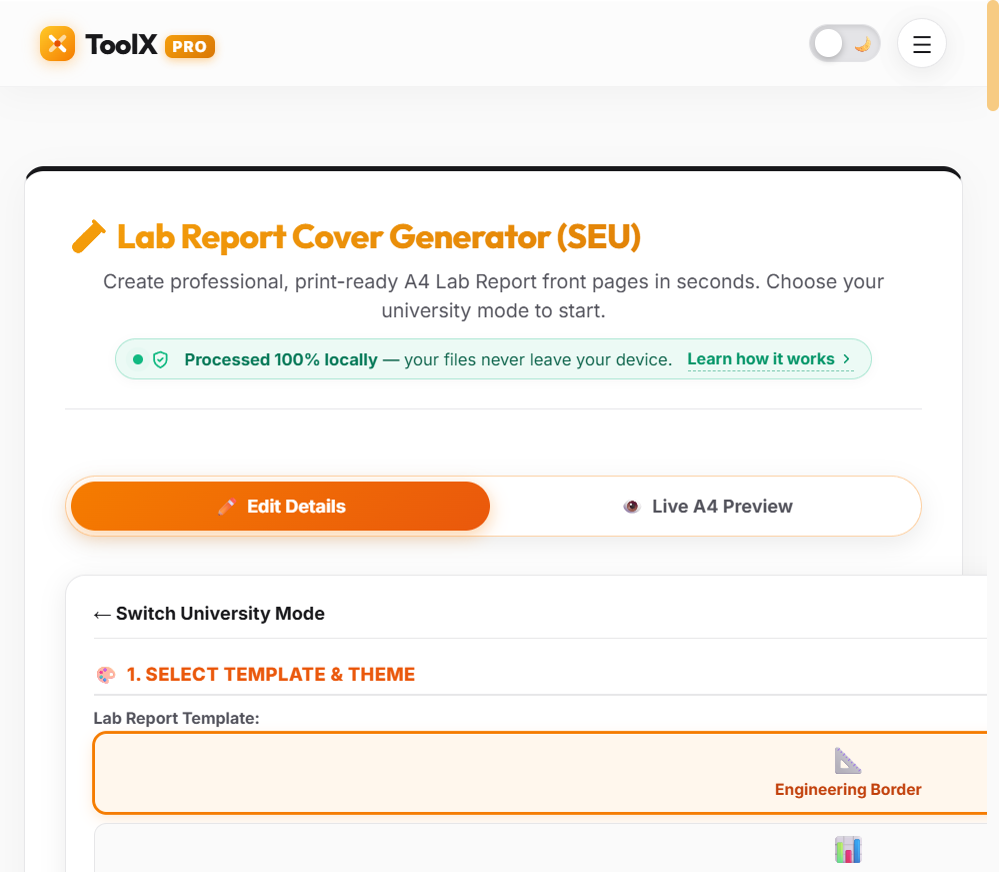 ToolX PRO
Lab Report Cover Generator (SEU)
Create professional, print-ready A4 Lab Report front pages in seconds. Choose your
university mode to start.
Processed 100% locally — your files never leave your device. Learn how it works ›
Edit Details
Live A4 Preview
← Switch University Mode
1. SELECT TEMPLATE & THEME
Lab Report Template:
Engineering Border